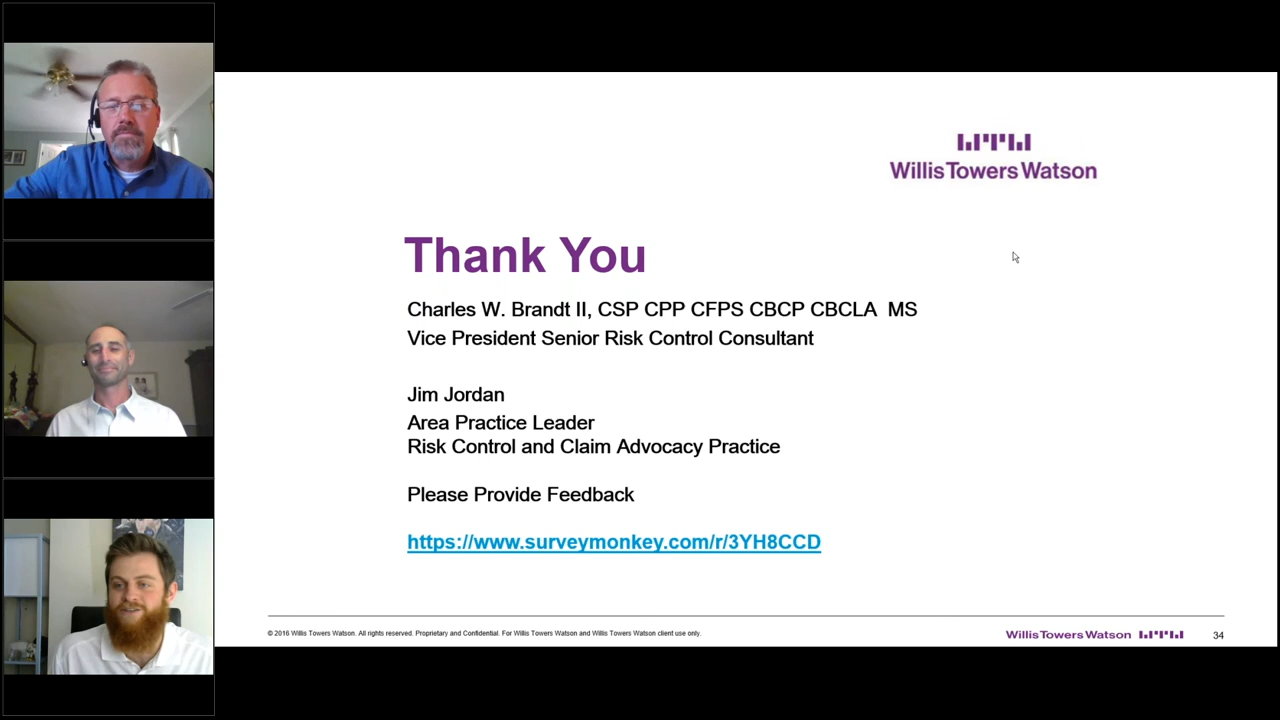 Willis Towers Watson
Thank You
Charles W. Brandt II, CSP CPP CFPS CBCP CBCLA  MS
Vice President Senior Risk Control Consultant
Jim Jordan
Area Practice Leader
Risk Control and Claim Advocacy Practice
Please Provide Feedback
https://www.surveymonkey.com/r/3YH8CCD
© 2016 Willis Towers Watson. All rights reserved. Proprietary and Confidential. For Willis Towers Watson and Willis Towers Watson client use only.
Willis Towers Watson
34